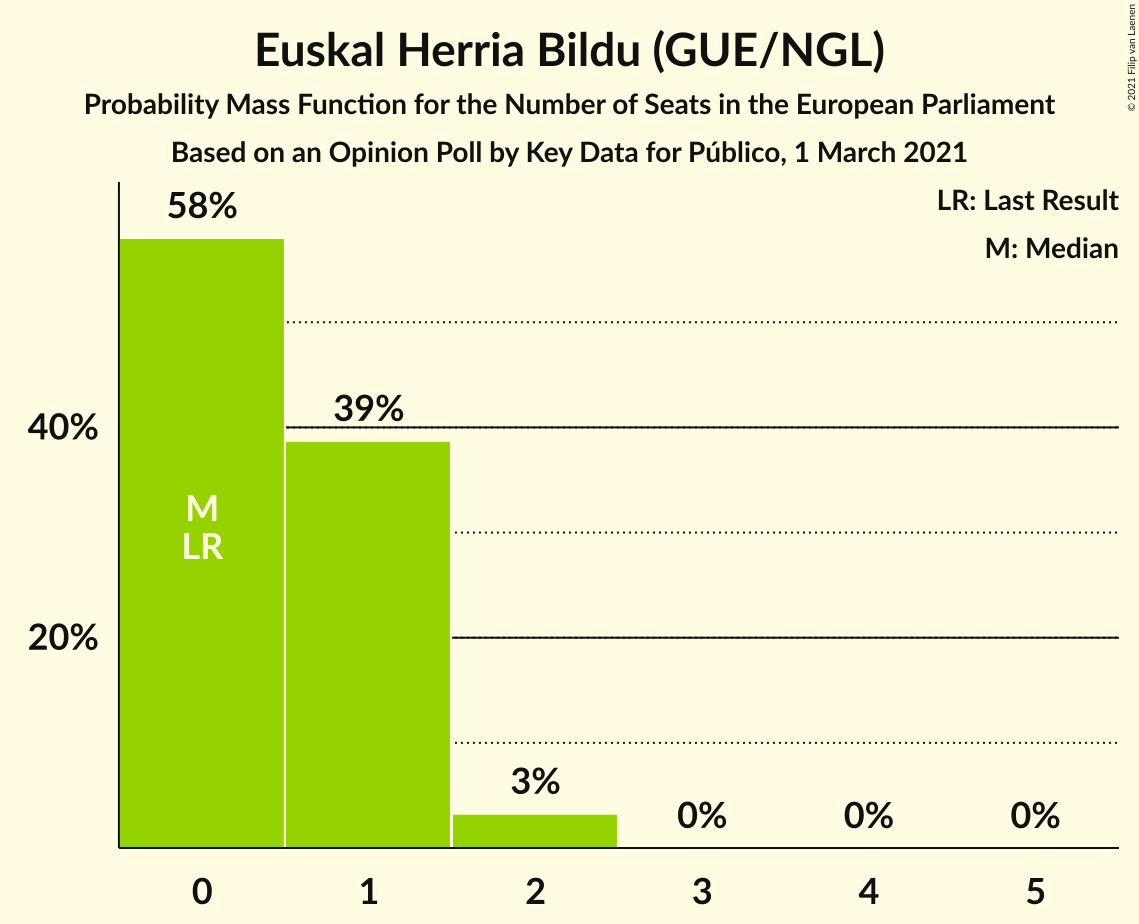 Euskal Herria Bildu (GUE/NGL)
Probability Mass Function for the Number of Seats in the European Parliament
Based on an Opinion Poll by Key Data for Público, 1 March 2021
© 2021 Filip van Laenen
LR: Last Result
M: Median
58%
39%
40%
M
LR
20%
3%
0%
0%
0%
0
1
2
3
4
5